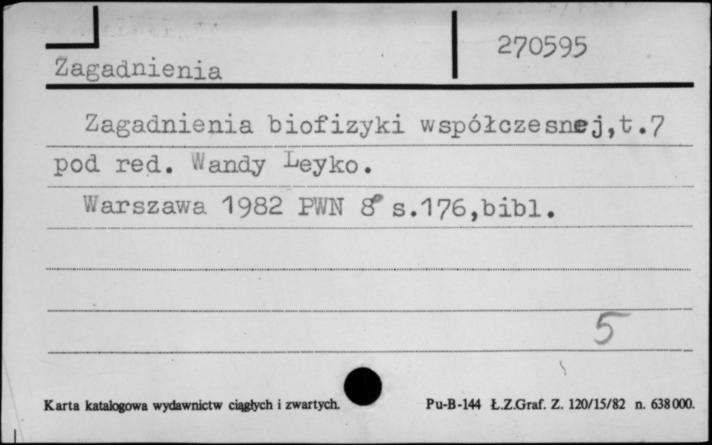 270595
Zagadnienia
Zagadnienia biofizyki współczesnej,t.7
pod red. Wandy Leyko.
Warszawa 1982 PWN 8° s.176,bibl.
5
Karta katalogowa wydawnictw ciągłych i zwartych.
Pu-B-144 Ł.Z.Graf. Z. 120/15/82 n. 638000.